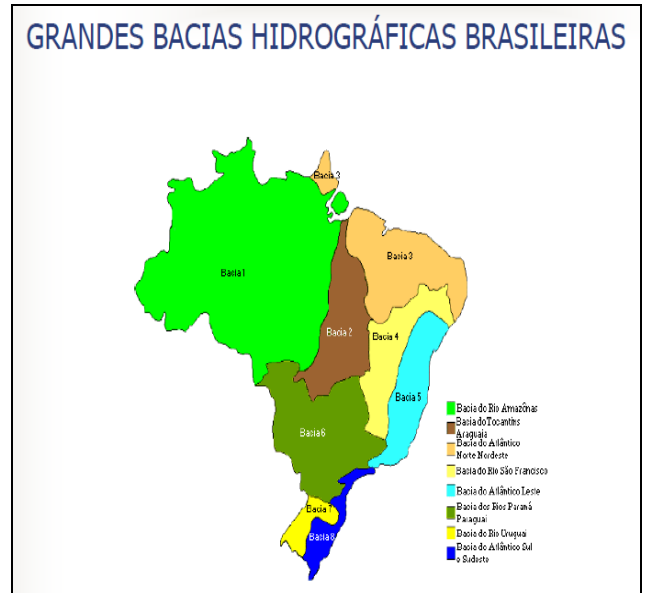 GRANDES BACIAS HIDROGRÁFICAS BRASILEIRAS
Bacia 3
Bacia 3
Bacia 1
Bacia 2
Bacia 4
Bacia 5
Bacia 6
Bacia 7
Bacia 8
Bacia do Rio Amazônas
Bacia do Tocantins
Araguaia
Bacia do Atlântico
Norte Nordeste
Bacia do Rio São Francisco
Bacia do Atlântico Leste
Bacia dos Rios Paraná
Paraguai
Bacia do Rio Uruguai
Bacia do Atlântico Sul
e Sudeste